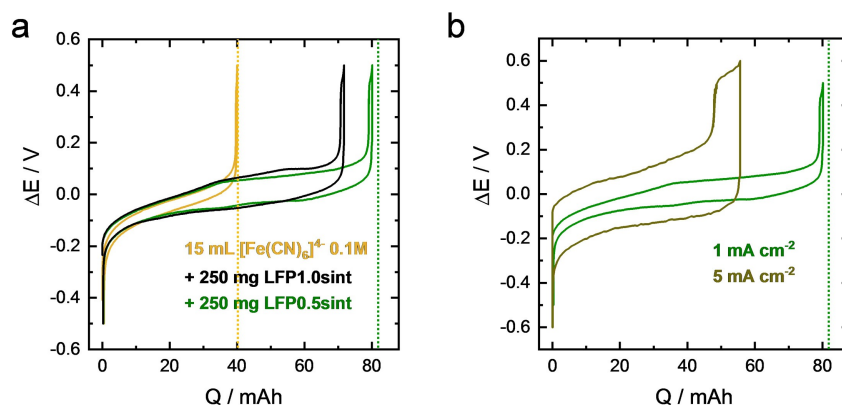 a
0.6
0.4
0.2
0.0
-0.2
-0.4
-0.6
ΔE / V
0
20
40
60
80
Q / mAh
15 mL [Fe(CN)₆]⁴⁻ 0.1M
+ 250 mg LFP1.0sint
+ 250 mg LFP0.5sint
b
0.6
0.4
0.2
0.0
-0.2
-0.4
-0.6
ΔE / V
0
20
40
60
80
Q / mAh
1 mA cm⁻²
5 mA cm⁻²